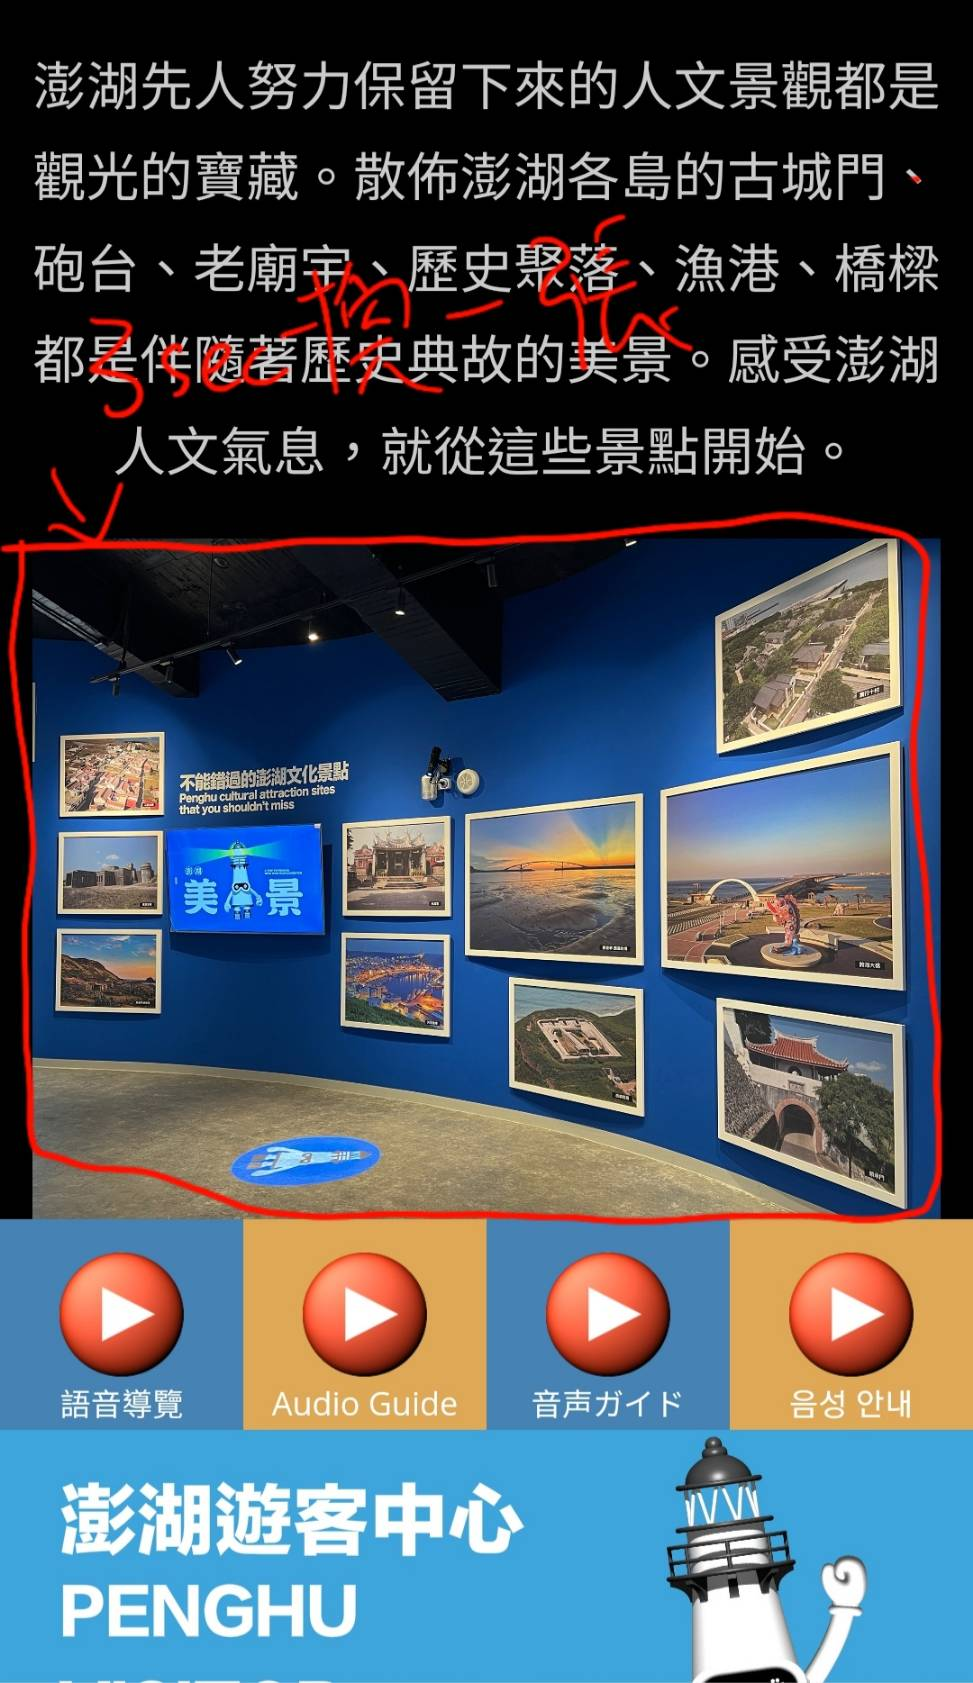 澎湖先人努力保留下來的人文景觀都是
觀光的寶藏。散佈澎湖各島的古城門、
砲台、老廟宇、歷史聚落、漁港、橋樑
都是伴隨著歷史典故的美景。感受澎湖
人文氣息，就從這些景點開始。
3sec換一張
不能錯過的澎湖文化景點
Penghu cultural attraction sites
that you shouldn't miss
澎湖
美景
跨海大橋
語音導覽
Audio Guide
音声ガイド
음성 안내
澎湖遊客中心
PENGHU